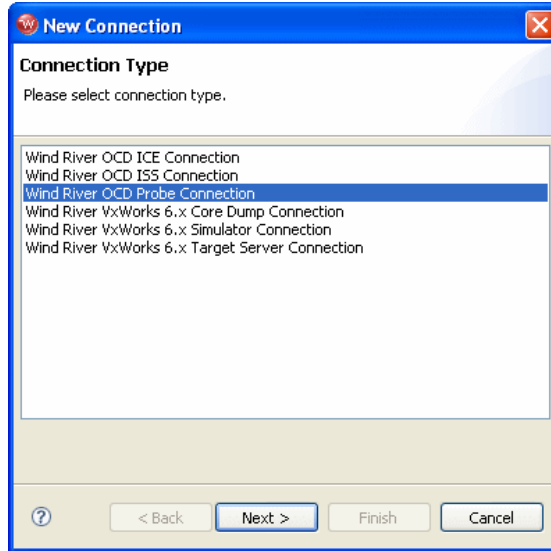 New Connection
Connection Type
Please select connection type.
Wind River OCD ICE Connection
Wind River OCD ISS Connection
Wind River OCD Probe Connection
Wind River VxWorks 6.x Core Dump Connection
Wind River VxWorks 6.x Simulator Connection
Wind River VxWorks 6.x Target Server Connection
< Back Next > Finish Cancel